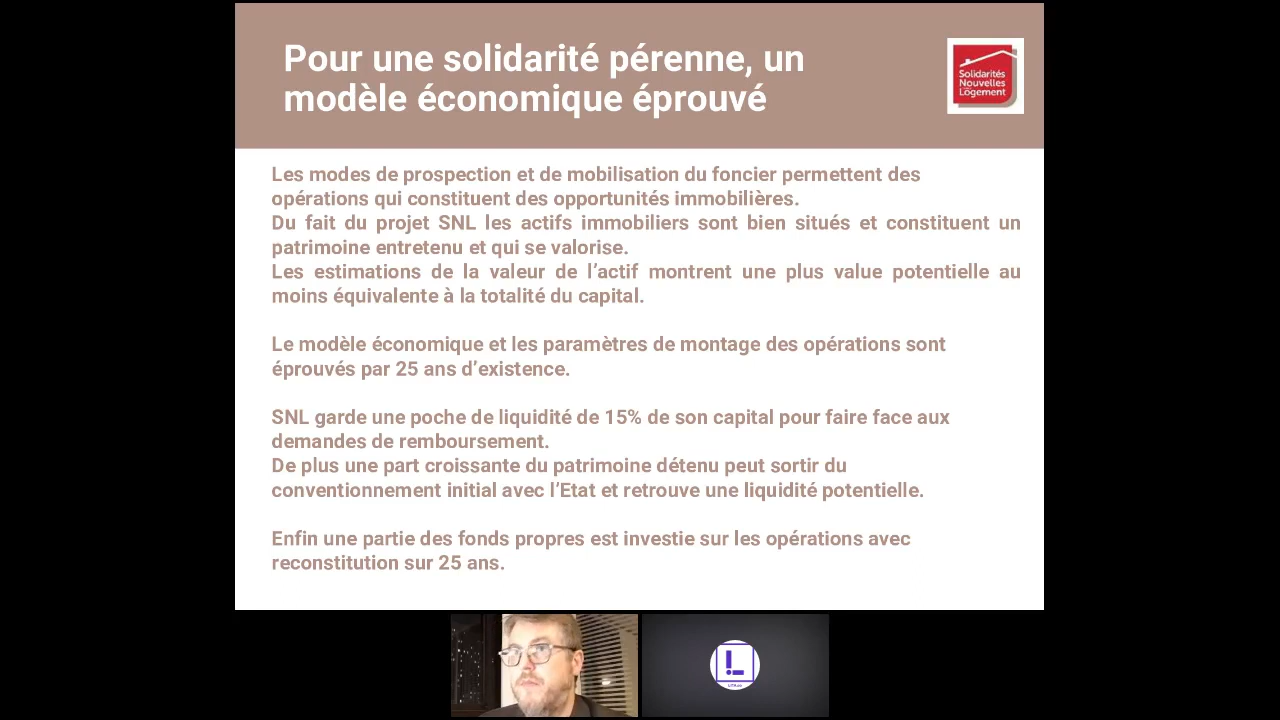 Pour une solidarité pérenne, un
modèle économique éprouvé
Solidarités
Nouvelles
Logement
Les modes de prospection et de mobilisation du foncier permettent des
opérations qui constituent des opportunités immobilières.
Du fait du projet SNL les actifs immobiliers sont bien situés et constituent un
patrimoine entretenu et qui se valorise.
Les estimations de la valeur de l’actif montrent une plus value potentielle au
moins équivalente à la totalité du capital.
Le modèle économique et les paramètres de montage des opérations sont
éprouvés par 25 ans d’existence.
SNL garde une poche de liquidité de 15% de son capital pour faire face aux
demandes de remboursement.
De plus une part croissante du patrimoine détenu peut sortir du
conventionnement initial avec l’Etat et retrouve une liquidité potentielle.
Enfin une partie des fonds propres est investie sur les opérations avec
reconstitution sur 25 ans.